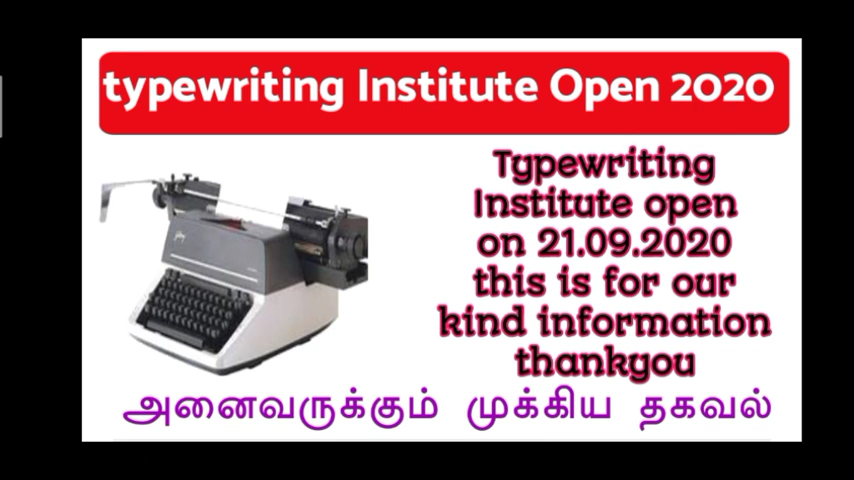 typewriting Institute Open 2020
Typewriting
Institute open
on 21.09.2020
this is for our
kind information
thankyou
அனைவருக்கும் முக்கிய தகவல்